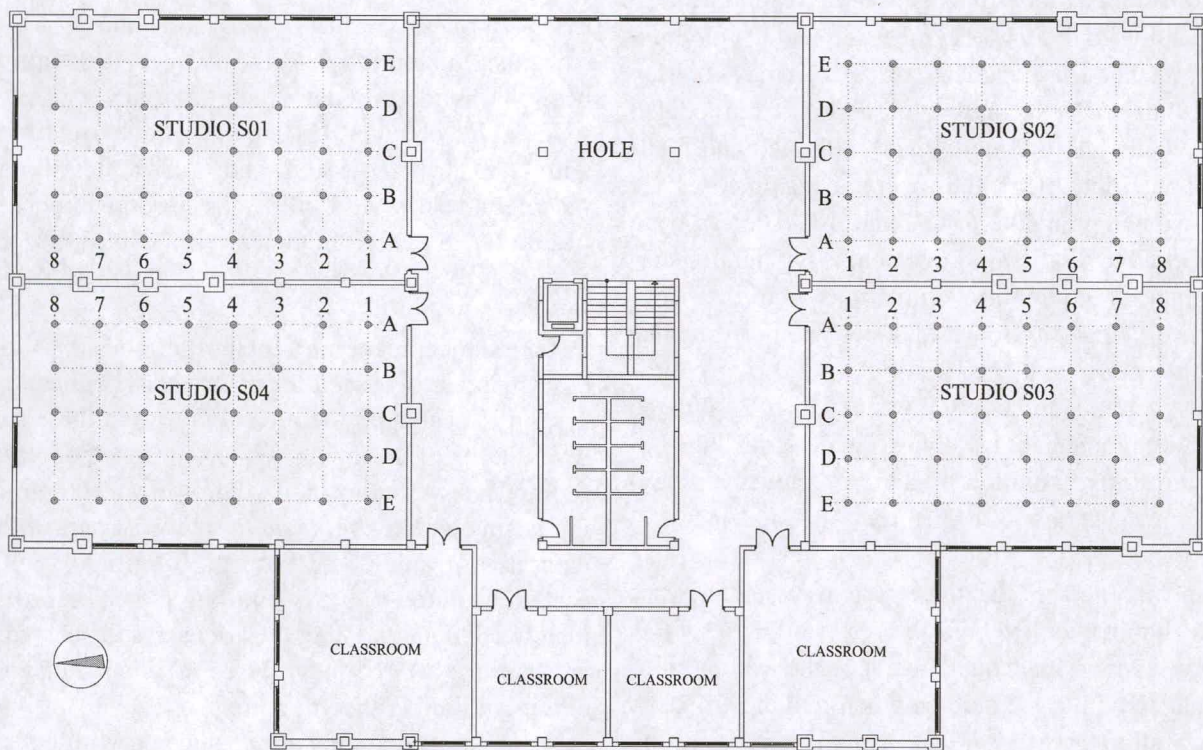 E
E
D
D
STUDIO S01
STUDIO S02
C
HOLE
C
B
B
A
A
8 7 6 5 4 3 2 1
1 2 3 4 5 6 7 8
8 7 6 5 4 3 2 1
1 2 3 4 5 6 7 8
A
A
B
B
STUDIO S04
STUDIO S03
C
C
D
D
E
E
CLASSROOM
CLASSROOM
CLASSROOM
CLASSROOM